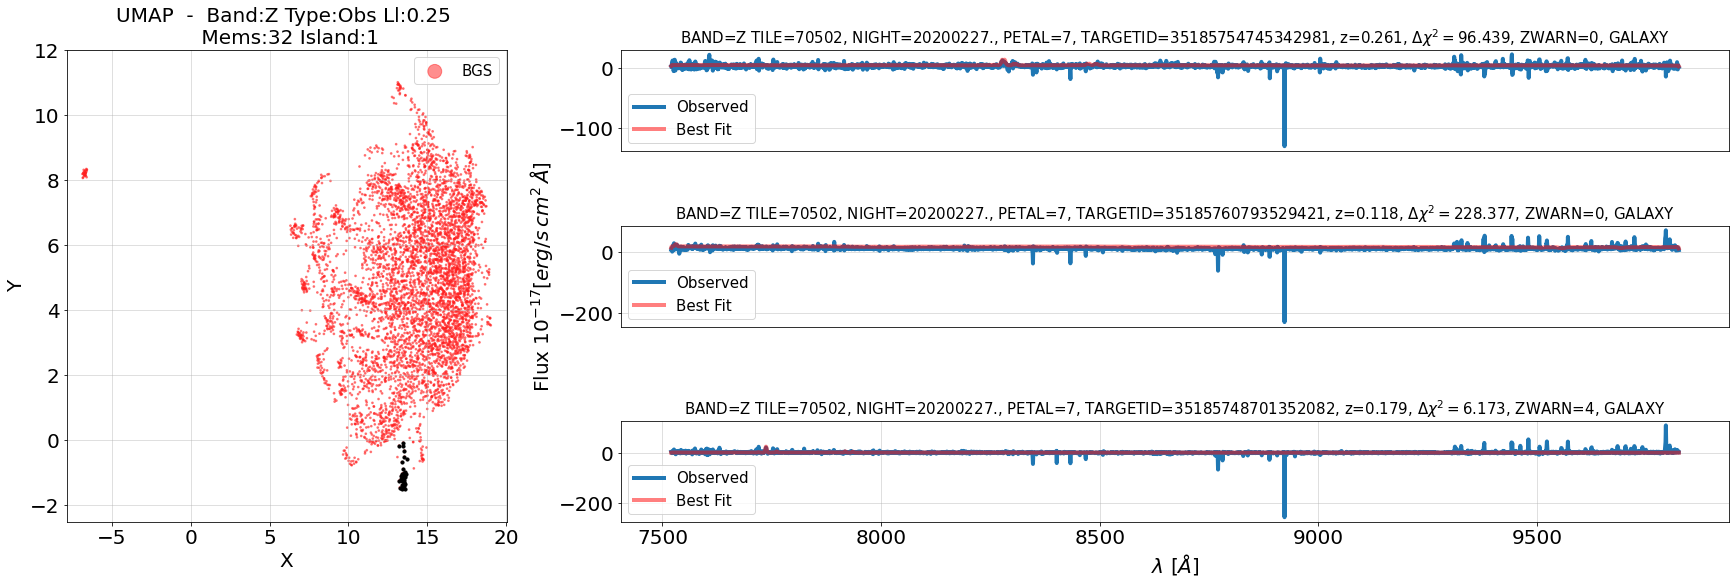 UMAP  -  Band:Z Type:Obs Ll:0.25
Mems:32 Island:1
12
10
8
6
4
2
0
−2
Y
−5
0
5
10
15
20
X
BGS
Flux 10⁻¹⁷[erg/s cm² Å]
BAND=Z TILE=70502, NIGHT=20200227., PETAL=7, TARGETID=35185754745342981, z=0.261, Δχ² = 96.439, ZWARN=0, GALAXY
0
−100
Observed
Best Fit
BAND=Z TILE=70502, NIGHT=20200227., PETAL=7, TARGETID=35185760793529421, z=0.118, Δχ² = 228.377, ZWARN=0, GALAXY
0
−200
Observed
Best Fit
BAND=Z TILE=70502, NIGHT=20200227., PETAL=7, TARGETID=35185748701352082, z=0.179, Δχ² = 6.173, ZWARN=4, GALAXY
0
−200
Observed
Best Fit
7500
8000
8500
9000
9500
λ [Å]